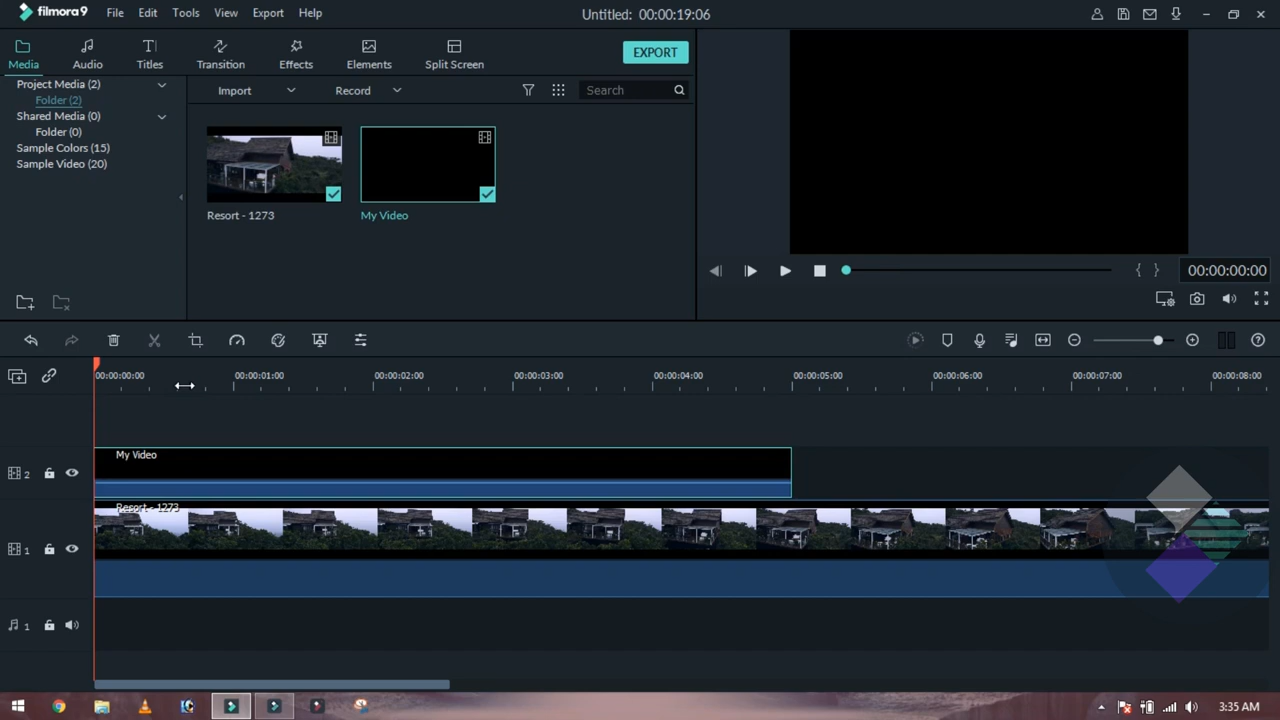 filmora9
File Edit Tools View Export Help
Untitled: 00:00:19:06
Media Audio Titles Transition Effects Elements Split Screen
EXPORT
Project Media (2)
Folder (2)
Shared Media (0)
Folder (0)
Sample Colors (15)
Sample Video (20)
Import Record Search
Resort - 1273 My Video
00:00:00:00
00:00:00:00 00:00:01:00 00:00:02:00 00:00:03:00 00:00:04:00 00:00:05:00 00:00:06:00 00:00:07:00 00:00:08:00
My Video
2
Resort - 1273
1
1
3:35 AM